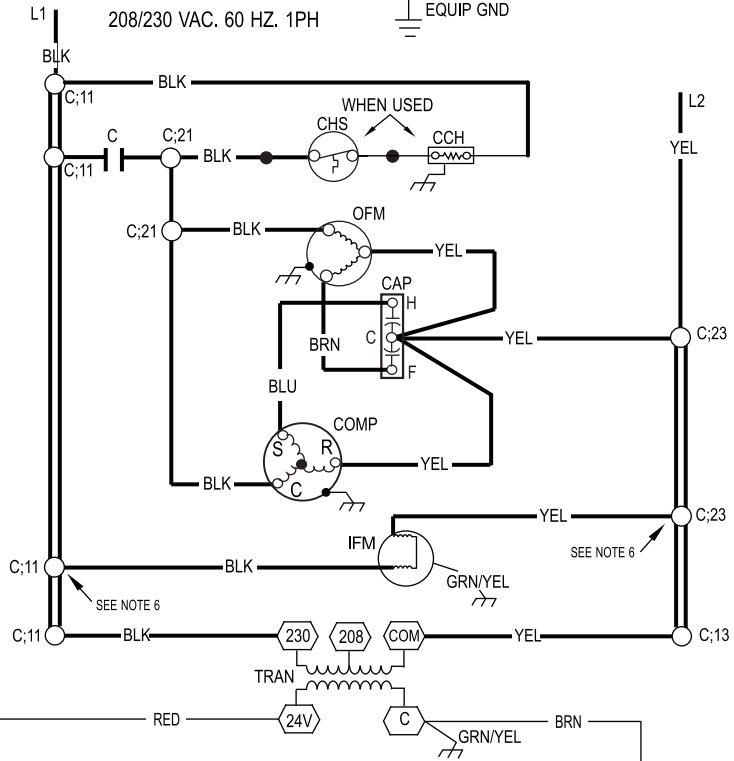 L1
208/230 VAC. 60 HZ. 1PH
EQUIP GND
BLK
C;11
BLK
L2
WHEN USED
C
C;21
CHS
CCH
YEL
C;11
BLK
OFM
C;21
BLK
YEL
CAP
H
BRN
C
YEL
C;23
F
BLU
COMP
S
R
YEL
BLK
C
YEL
C;23
IFM
SEE NOTE 6
C;11
BLK
GRN/YEL
SEE NOTE 6
C;11
BLK
230
208
COM
YEL
C;13
TRAN
RED
24V
C
BRN
GRN/YEL